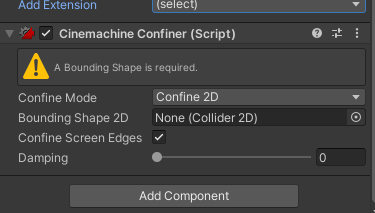 Add Extension (select)
Cinemachine Confiner (Script)
A Bounding Shape is required.
Confine Mode Confine 2D
Bounding Shape 2D None (Collider 2D)
Confine Screen Edges
Damping 0
Add Component